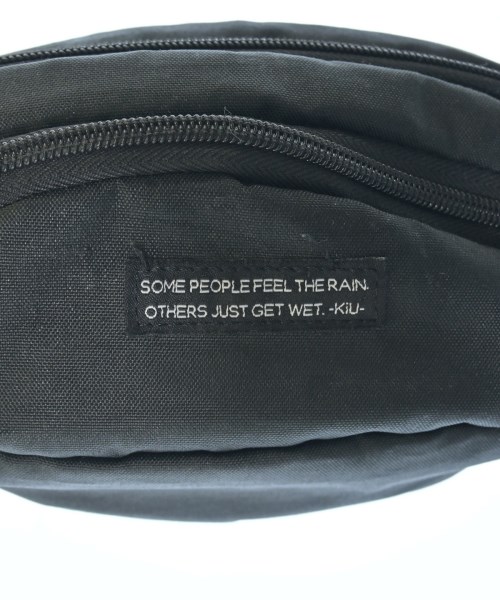 SOME PEOPLE FEEL THE RAIN.
OTHERS JUST GET WET. -KiU-